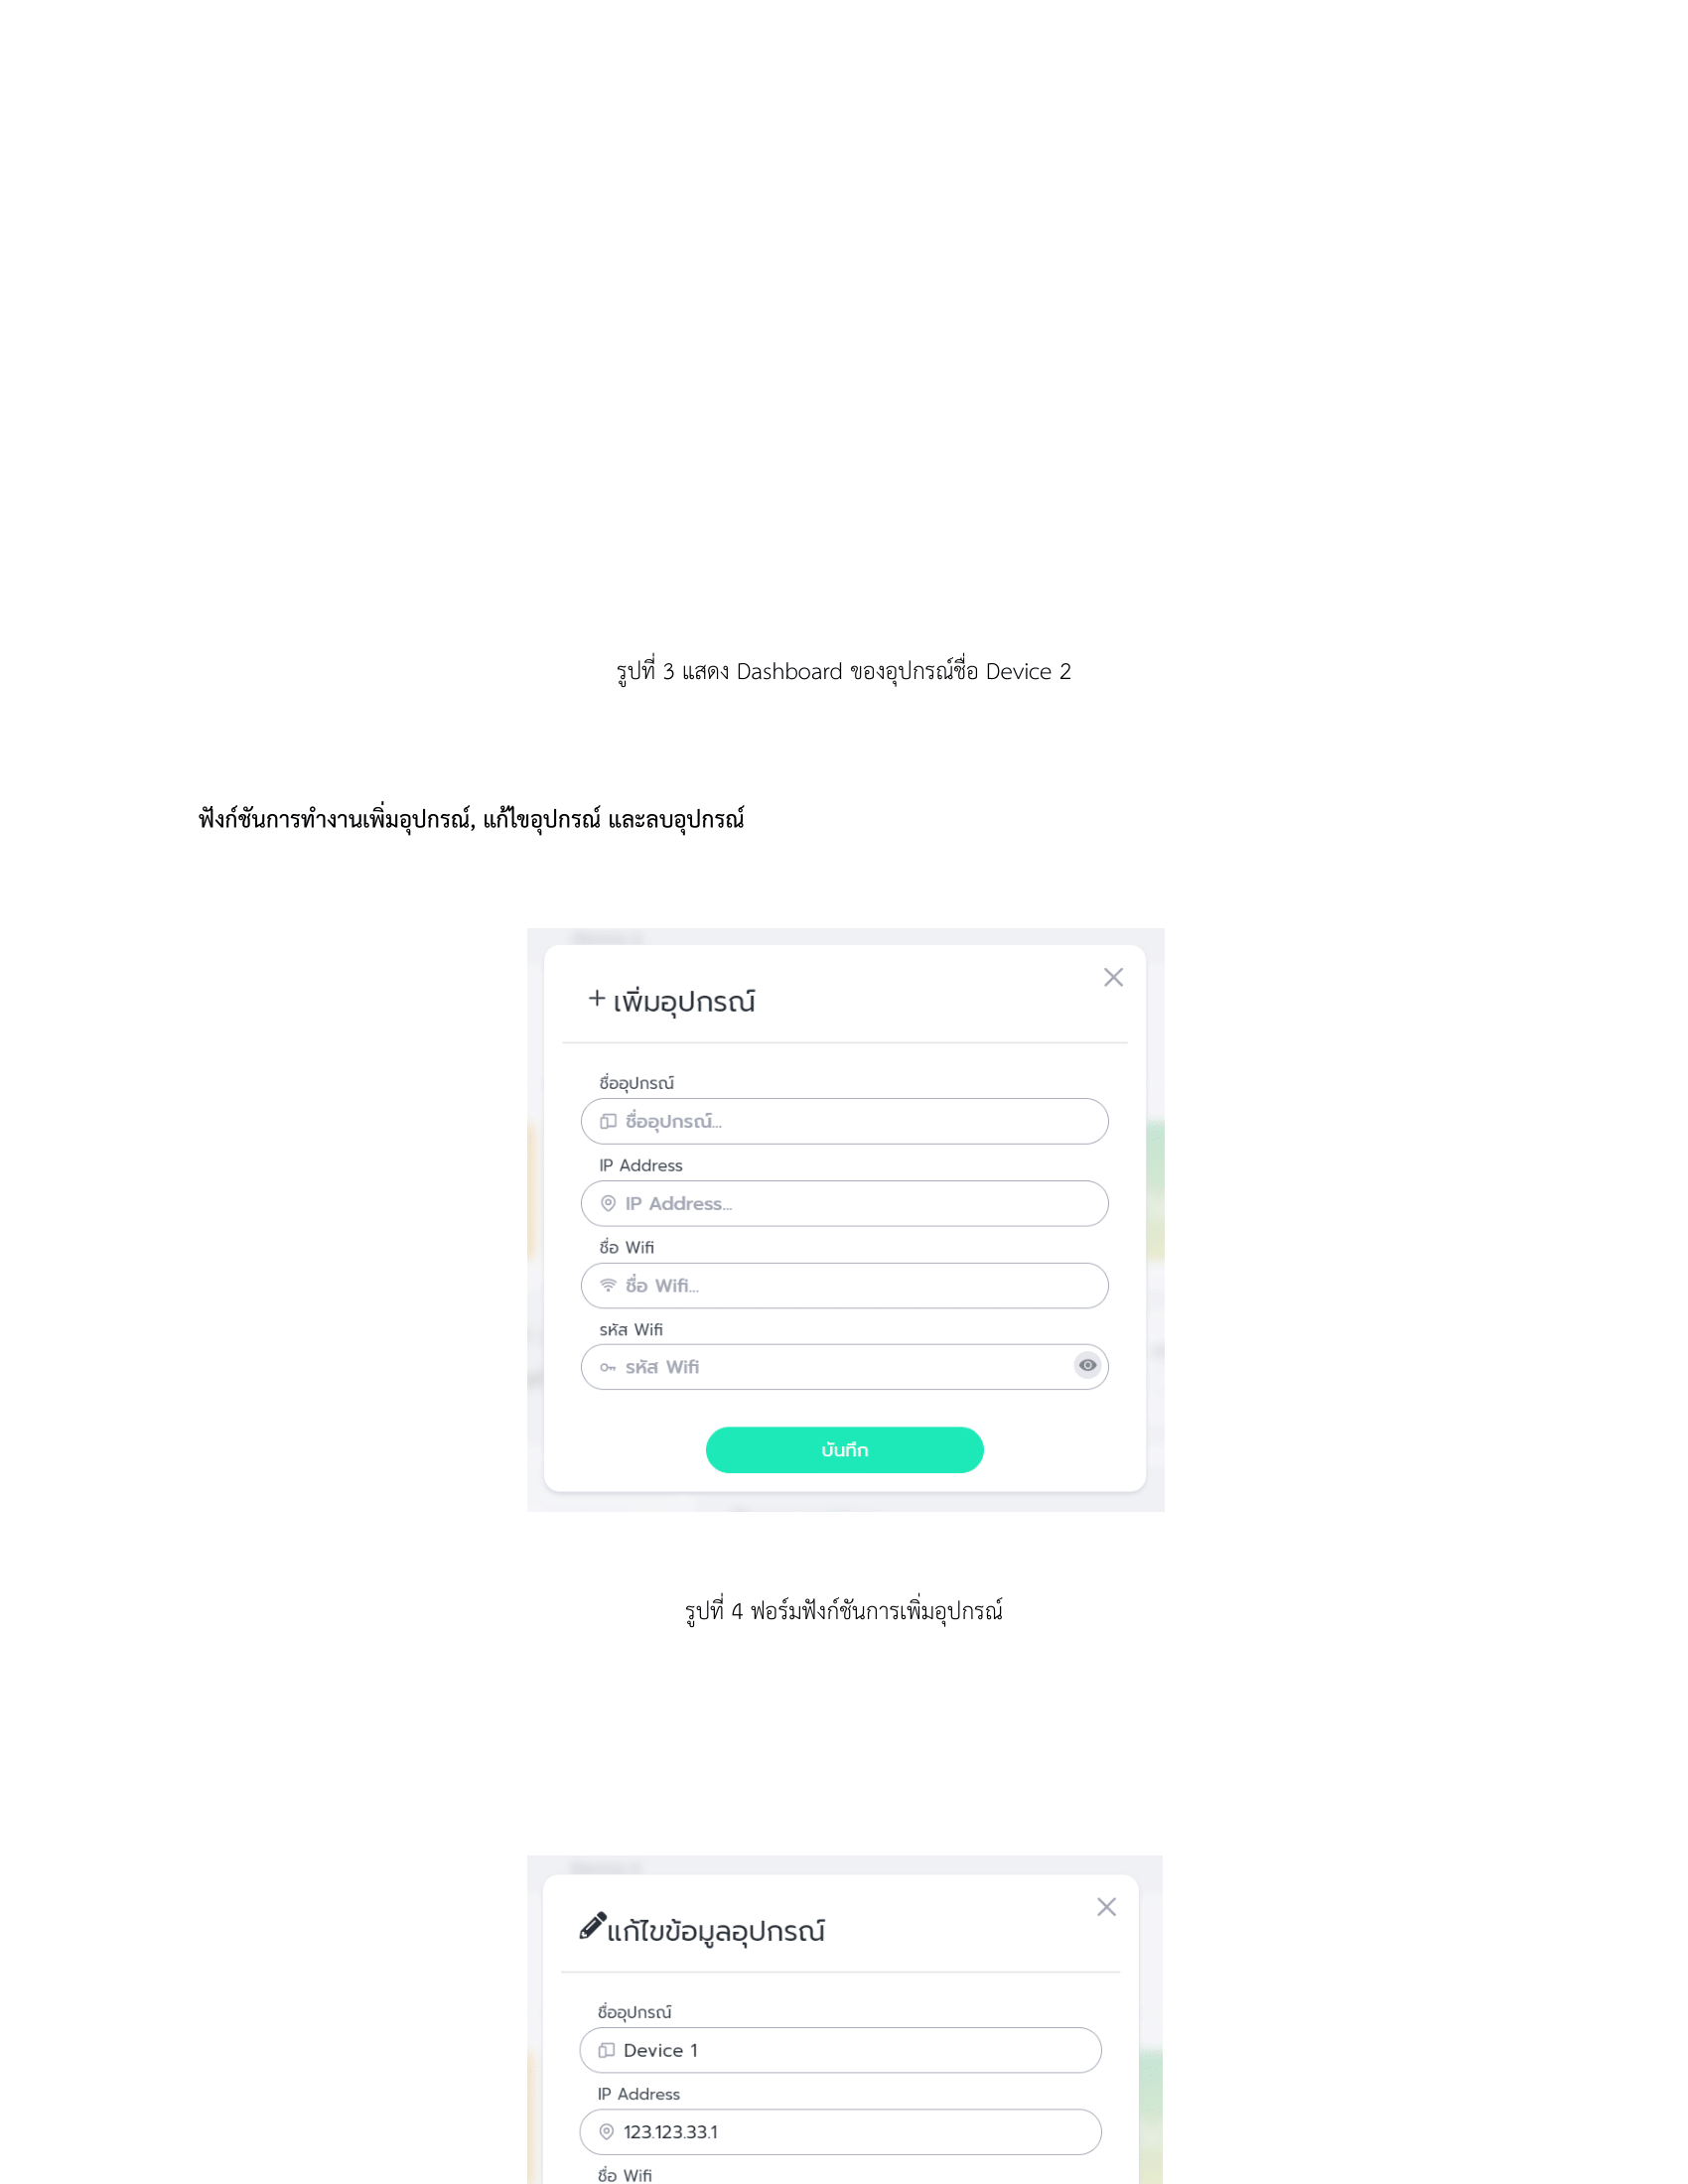 รูปที่ 3 แสดง Dashboard ของอุปกรณ์ชื่อ Device 2
ฟังก์ชันการทำงานเพิ่มอุปกรณ์, แก้ไขอุปกรณ์ และลบอุปกรณ์
+ เพิ่มอุปกรณ์
ชื่ออุปกรณ์
ชื่ออุปกรณ์...
IP Address
IP Address...
ชื่อ Wifi
ชื่อ Wifi...
รหัส Wifi
รหัส Wifi
บันทึก
รูปที่ 4 ฟอร์มฟังก์ชันการเพิ่มอุปกรณ์
แก้ไขข้อมูลอุปกรณ์
ชื่ออุปกรณ์
Device 1
IP Address
123.123.33.1
ชื่อ Wifi